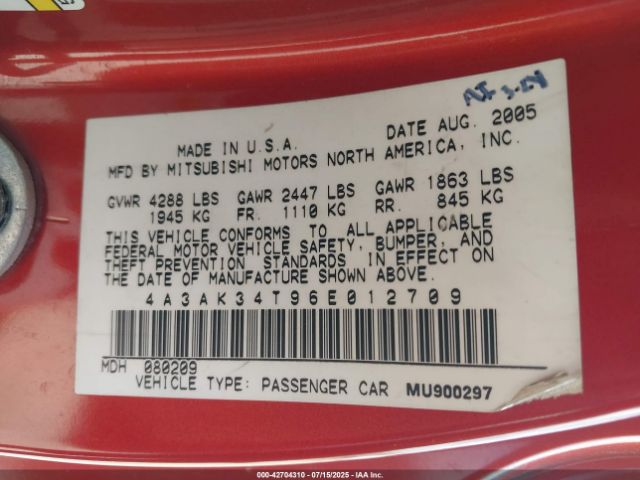 MADE IN U.S.A. DATE AUG. 2005
MFD BY MITSUBISHI MOTORS NORTH AMERICA, INC.
GVWR 4288 LBS GAWR 2447 LBS GAWR 1863 LBS
1945 KG FR. 1110 KG RR. 845 KG
THIS VEHICLE CONFORMS TO ALL APPLICABLE
FEDERAL MOTOR VEHICLE SAFETY, BUMPER, AND
THEFT PREVENTION STANDARDS IN EFFECT ON
THE DATE OF MANUFACTURE SHOWN ABOVE.
4A3AK34T96E012709
MDH 080209
VEHICLE TYPE: PASSENGER CAR MU900297
000-42704310 - 07/15/2025 - IAAI.COM